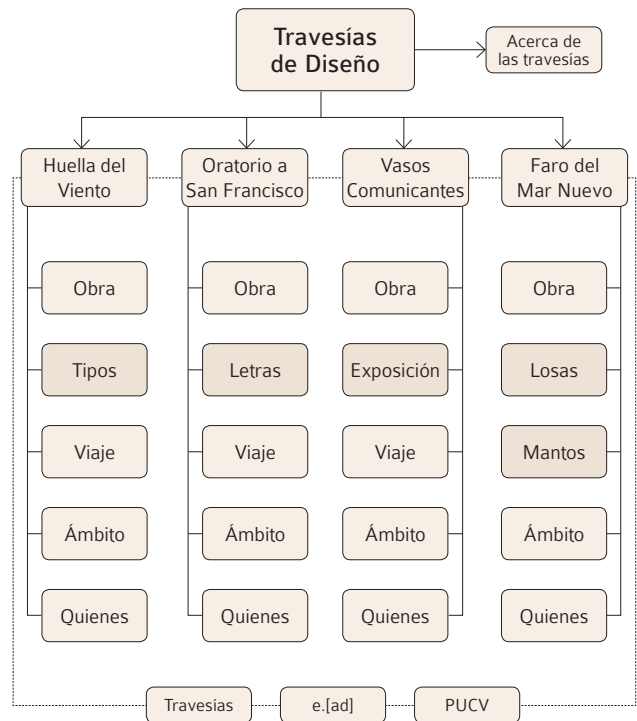 Travesías
de Diseño
Acerca de
las travesías
Huella del
Viento
Oratorio a
San Francisco
Vasos
Comunicantes
Faro del
Mar Nuevo
Obra
Obra
Obra
Obra
Tipos
Letras
Exposición
Losas
Viaje
Viaje
Viaje
Mantos
Ámbito
Ámbito
Ámbito
Ámbito
Quienes
Quienes
Quienes
Quienes
Travesías
e.[ad]
PUCV